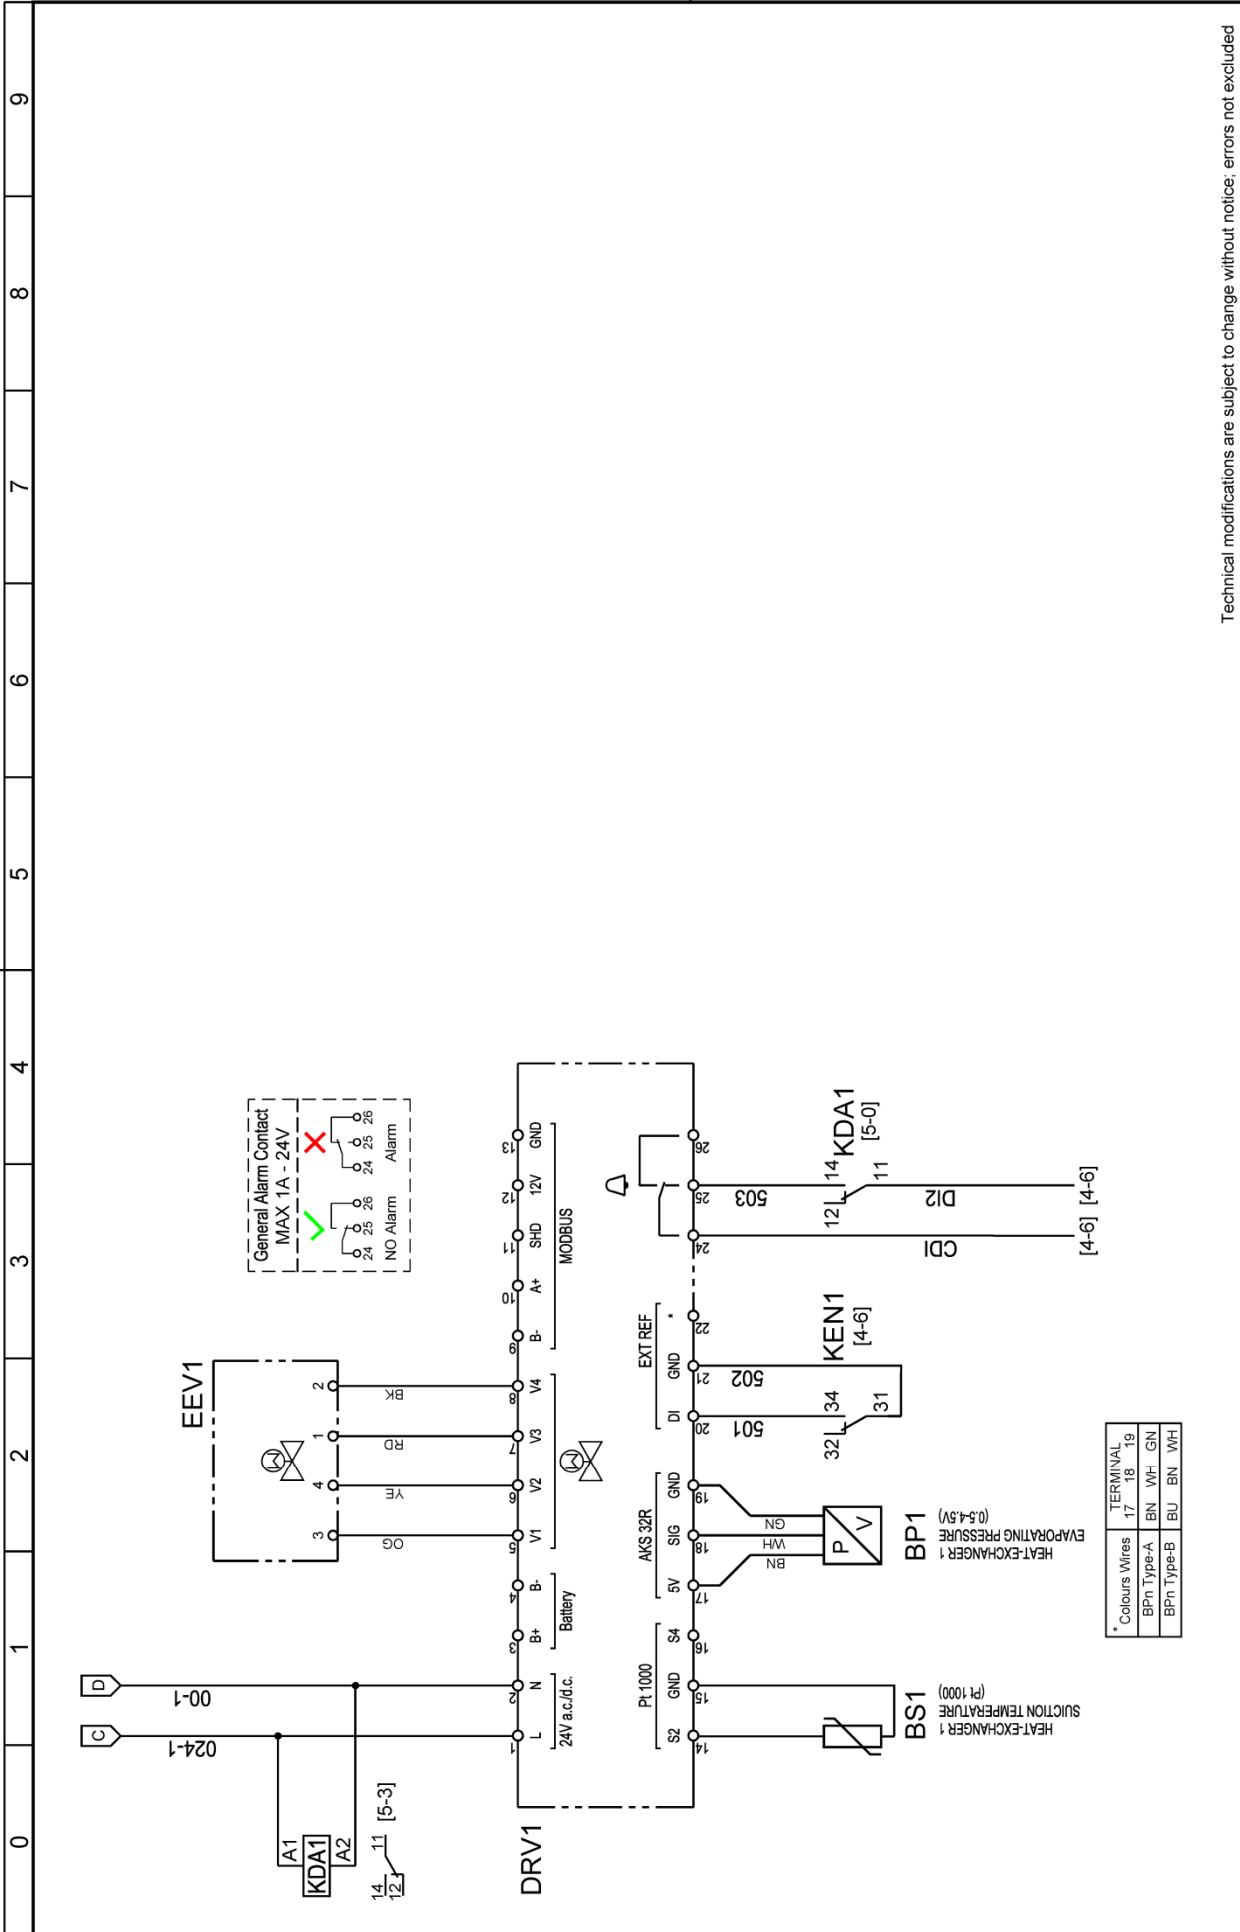 0 1 2 3 4 5 6 7 8 9
C D
024-1 00-1
A1
KDA1
A2
14 11 [5-3]
12
EEV1
3 4 1 2
OG YE RD BK
General Alarm Contact
MAX 1A - 24V
24 25 26 24 25 26
NO Alarm Alarm
DRV1
1 2 3 4 5 6 7 8 9 10 11 12 13
L N B+ B- V1 V2 V3 V4 B- A+ SHD 12V GND
24V a.c./d.c. Battery MODBUS
M
M
Pt 1000 AKS 32R EXT REF
S2 GND S4 5V SIG GND DI GND *
14 15 16 17 18 19 20 21 22 24 25 26
BN WH GN
501 502
CDI
503
P V
32 34
31
KEN1
[4-6]
12 14
11
KDA1
[5-0]
DI2
[4-6] [4-6]
BS1
HEAT-EXCHANGER 1
SUICTION TEMPERATURE
(Pt 1000)
BP1
HEAT-EXCHANGER 1
EVAPORATING PRESSURE
(0.5-4.5V)
* Colours Wires TERMINAL
17 18 19
BPn Type-A BN WH GN
BPn Type-B BU BN WH
Technical modifications are subject to change without notice; errors not excluded